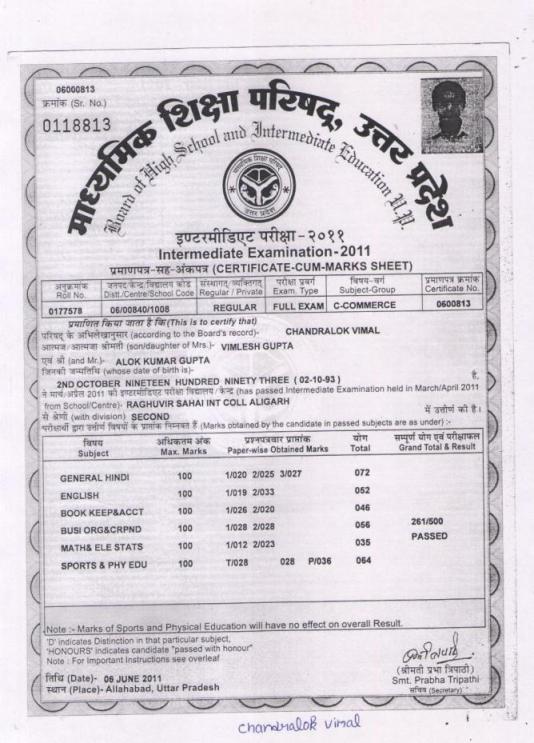 06000813
क्रमांक (Sr. No.)
0118813
माध्यमिक शिक्षा परिषद्, उत्तर प्रदेश
Board of High School and Intermediate Education U.P.
माध्यमिक शिक्षा परिषद्
उत्तर प्रदेश
इण्टरमीडिएट परीक्षा-२०११
Intermediate Examination-2011
प्रमाणपत्र-सह-अंकपत्र (CERTIFICATE-CUM-MARKS SHEET)
अनुक्रमांक जनपद/केन्द्र/विद्यालय कोड संस्थागत/व्यक्तिगत परीक्षा प्रवर्ग विषय-वर्ग प्रमाणपत्र क्रमांक
Roll No. Distt./Centre/School Code Regular / Private Exam. Type Subject-Group Certificate No.
0177578 06/00840/1008 REGULAR FULL EXAM C-COMMERCE 0600813
प्रमाणित किया जाता है कि(This is to certify that)
परिषद् के अभिलेखानुसार (according to the Board's record)- CHANDRALOK VIMAL
आत्मज/आत्मजा श्रीमती (son/daughter of Mrs.)- VIMLESH GUPTA
एवं श्री (and Mr.)- ALOK KUMAR GUPTA
जिनकी जन्मतिथि (whose date of birth is)-
2ND OCTOBER NINETEEN HUNDRED NINETY THREE ( 02-10-93 ) है,
ने मार्च/अप्रैल 2011 की इण्टरमीडिएट परीक्षा विद्यालय/केन्द्र (has passed Intermediate Examination held in March/April 2011
from School/Centre)- RAGHUVIR SAHAI INT COLL ALIGARH
से श्रेणी (with division) SECOND में उत्तीर्ण की है।
परीक्षार्थी द्वारा उत्तीर्ण विषयों के प्राप्तांक निम्नवत हैं (Marks obtained by the candidate in passed subjects are as under) :-
विषय अधिकतम अंक प्रश्नपत्रवार प्राप्तांक योग सम्पूर्ण योग एवं परीक्षाफल
Subject Max. Marks Paper-wise Obtained Marks Total Grand Total & Result
GENERAL HINDI 100 1/020 2/025 3/027 072
ENGLISH 100 1/019 2/033 052
BOOK KEEP&ACCT 100 1/026 2/020 046
BUSI ORG&CRPND 100 1/028 2/028 056 261/500
PASSED
MATH& ELE STATS 100 1/012 2/023 035
SPORTS & PHY EDU 100 T/028 028 P/036 064
Note :- Marks of Sports and Physical Education will have no effect on overall Result.
'D' indicates Distinction in that particular subject,
'HONOURS' indicates candidate "passed with honour"
Note : For Important Instructions see overleaf
तिथि (Date)- 06 JUNE 2011
स्थान (Place)- Allahabad, Uttar Pradesh
(श्रीमती प्रभा त्रिपाठी)
Smt. Prabha Tripathi
सचिव (Secretary)
chandralok vimal